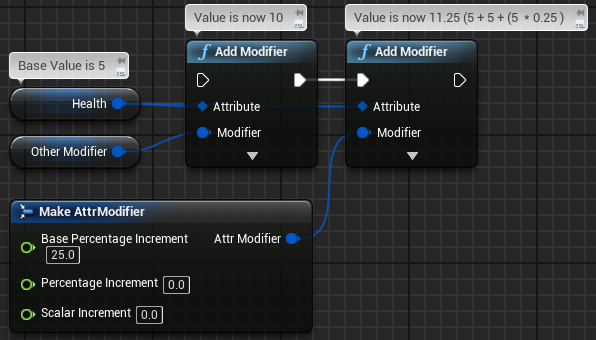 Value is now 10
Value is now 11.25 (5 + 5 + (5 * 0.25 )
f Add Modifier
f Add Modifier
Base Value is 5
Health
Attribute
Attribute
Other Modifier
Modifier
Modifier
Make AttrModifier
Base Percentage Increment
Attr Modifier
25.0
Percentage Increment 0.0
Scalar Increment 0.0